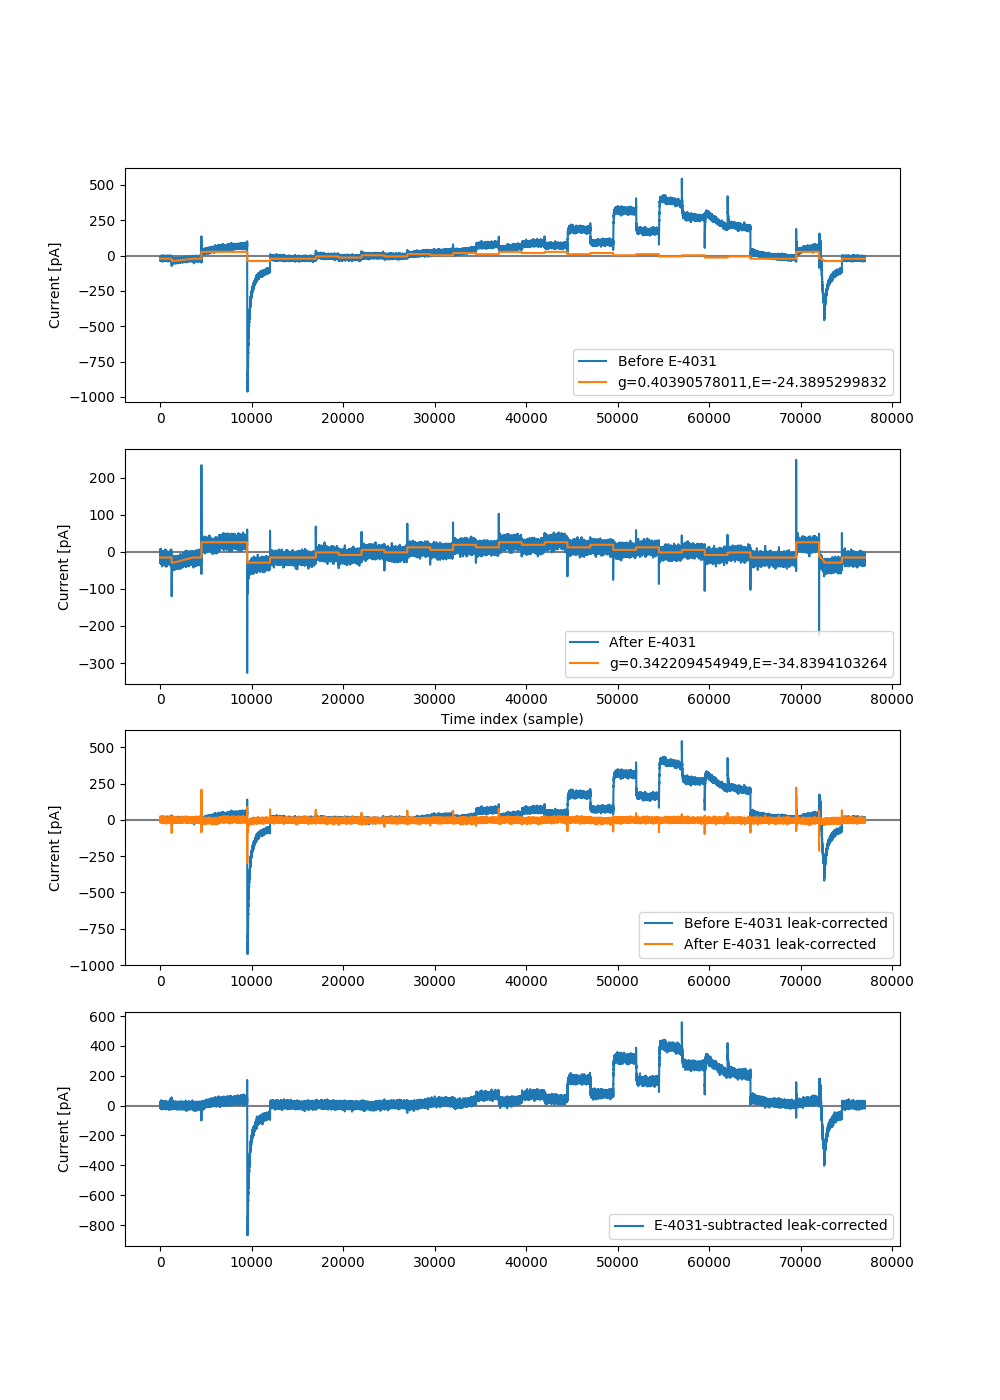 500
250
0
−250
−500
−750
−1000
Current [pA]
Before E-4031
g=0.40390578011,E=-24.3895299832
0 10000 20000 30000 40000 50000 60000 70000 80000
200
100
0
−100
−200
−300
Current [pA]
After E-4031
g=0.342209454949,E=-34.8394103264
0 10000 20000 30000 40000 50000 60000 70000 80000
Time index (sample)
500
250
0
−250
−500
−750
−1000
Current [pA]
Before E-4031 leak-corrected
After E-4031 leak-corrected
0 10000 20000 30000 40000 50000 60000 70000 80000
600
400
200
0
−200
−400
−600
−800
Current [pA]
E-4031-subtracted leak-corrected
0 10000 20000 30000 40000 50000 60000 70000 80000